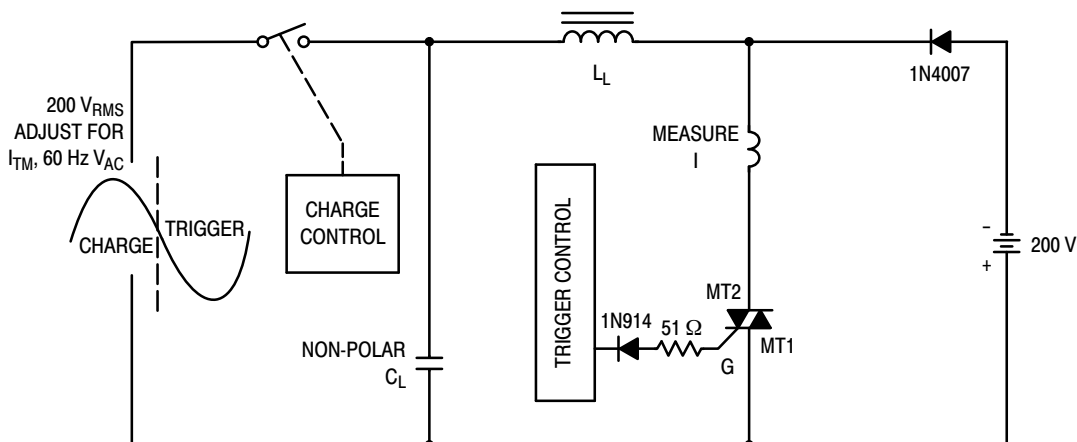 200 V_RMS
ADJUST FOR
I_TM, 60 Hz V_AC
CHARGE
TRIGGER
CHARGE
CONTROL
NON-POLAR
C_L
L_L
TRIGGER CONTROL
MEASURE
I
1N914
51 Ω
G
MT2
MT1
1N4007
-
+
200 V